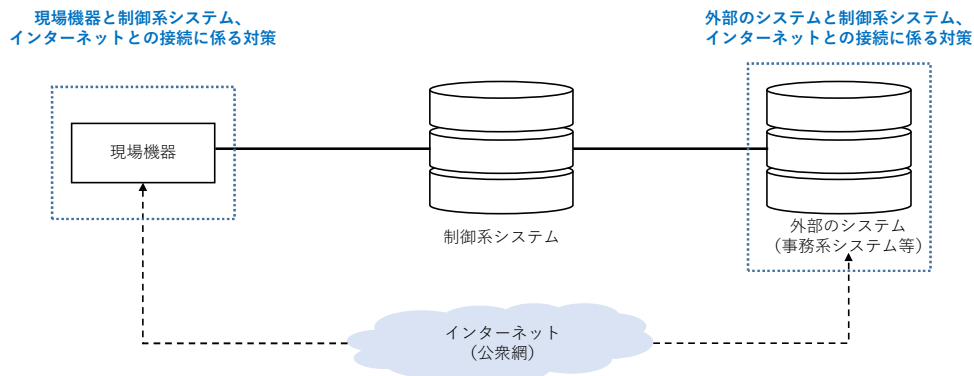 現場機器と制御系システム、
インターネットとの接続に係る対策
外部のシステムと制御系システム、
インターネットとの接続に係る対策
現場機器
制御系システム
外部のシステム
（事務系システム等）
インターネット
（公衆網）